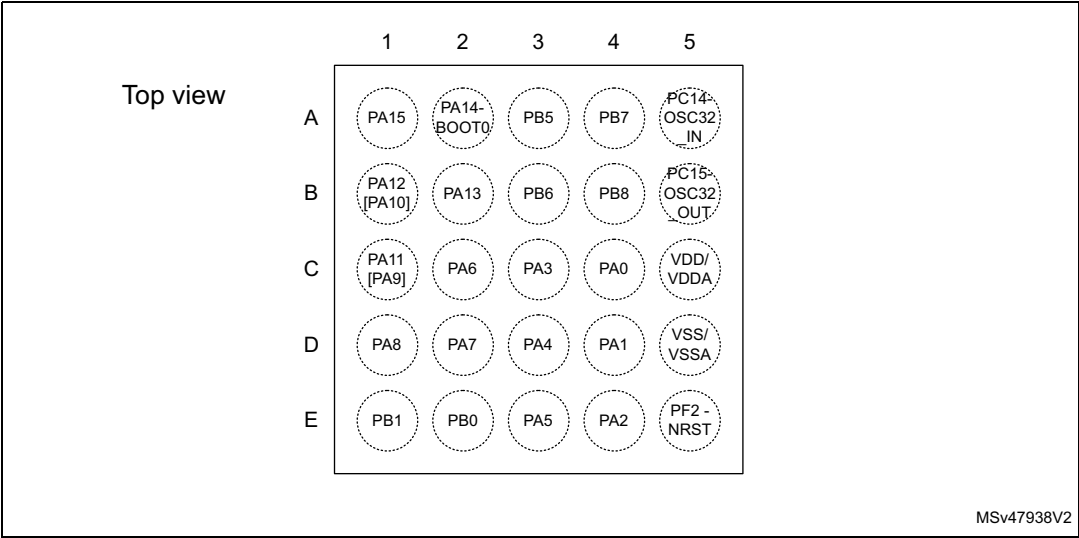 1 2 3 4 5
Top view
A PA15 PA14-
BOOT0 PB5 PB7 PC14-
OSC32
_IN
B PA12
[PA10] PA13 PB6 PB8 PC15-
OSC32
_OUT
C PA11
[PA9] PA6 PA3 PA0 VDD/
VDDA
D PA8 PA7 PA4 PA1 VSS/
VSSA
E PB1 PB0 PA5 PA2 PF2 -
NRST
MSv47938V2